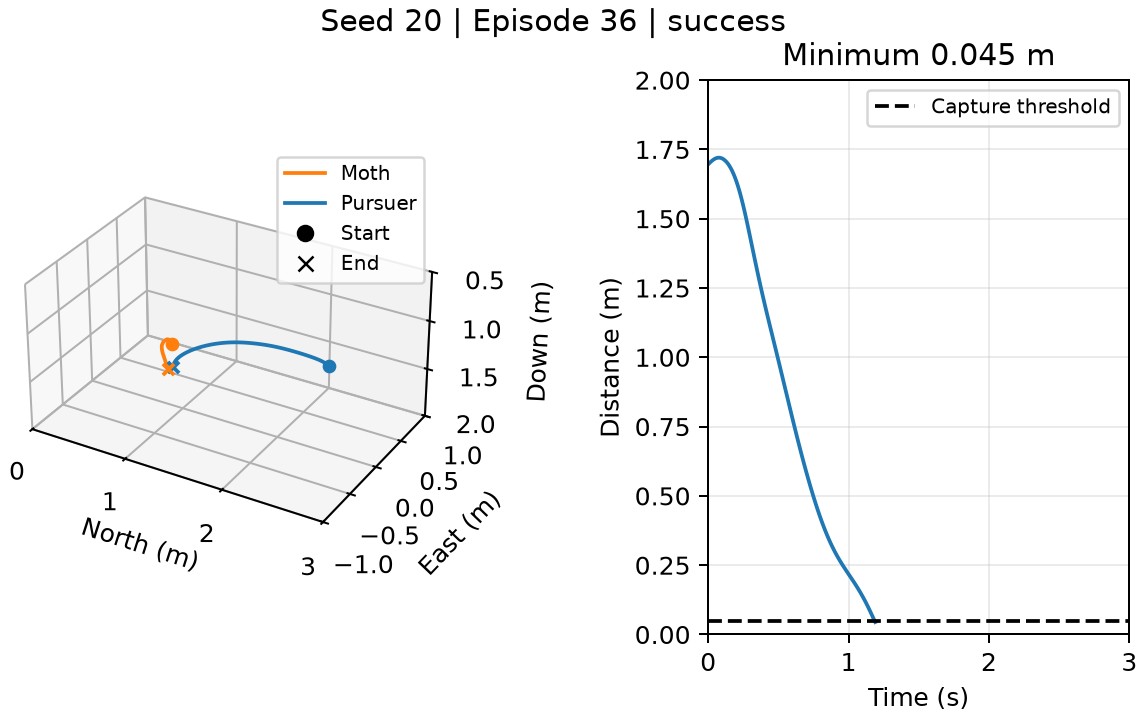 Seed 20 | Episode 36 | success
Moth
Pursuer
Start
End
0.5
1.0
1.5
2.0
Down (m)
1.0
0.5
0.0
−0.5
−1.0
East (m)
0
1
2
3
North (m)
Minimum 0.045 m
Capture threshold
2.00
1.75
1.50
1.25
1.00
0.75
0.50
0.25
0.00
Distance (m)
0
1
2
3
Time (s)